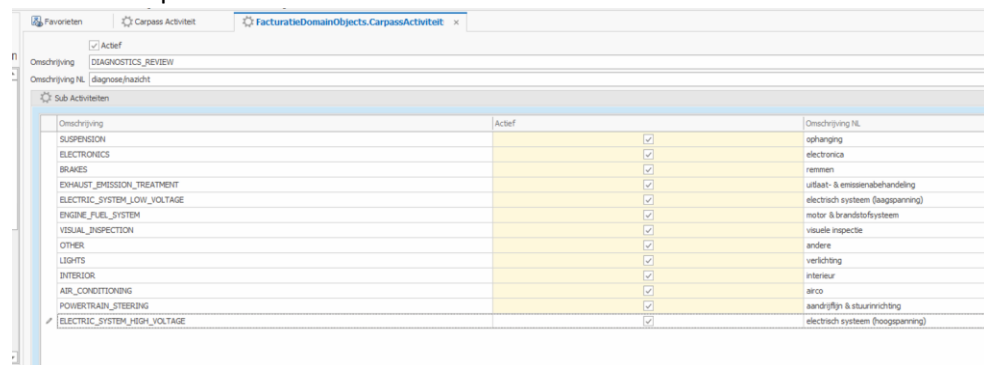 Favorieten Carpass Activiteit FacturatieDomainObjects.CarpassActiviteit ×
Actief
Omschrijving DIAGNOSTICS_REVIEW
Omschrijving NL diagnose/nazicht
Sub Activiteiten
Omschrijving Actief Omschrijving NL
SUSPENSION ophanging
ELECTRONICS electronica
BRAKES remmen
EXHAUST_EMISSION_TREATMENT uitlaat- & emissienabehandeling
ELECTRIC_SYSTEM_LOW_VOLTAGE electrisch systeem (laagspanning)
ENGINE_FUEL_SYSTEM motor & brandstofsysteem
VISUAL_INSPECTION visuele inspectie
OTHER andere
LIGHTS verlichting
INTERIOR interieur
AIR_CONDITIONING airco
POWERTRAIN_STEERING aandrijflijn & stuurinrichting
ELECTRIC_SYSTEM_HIGH_VOLTAGE electrisch systeem (hoogspanning)